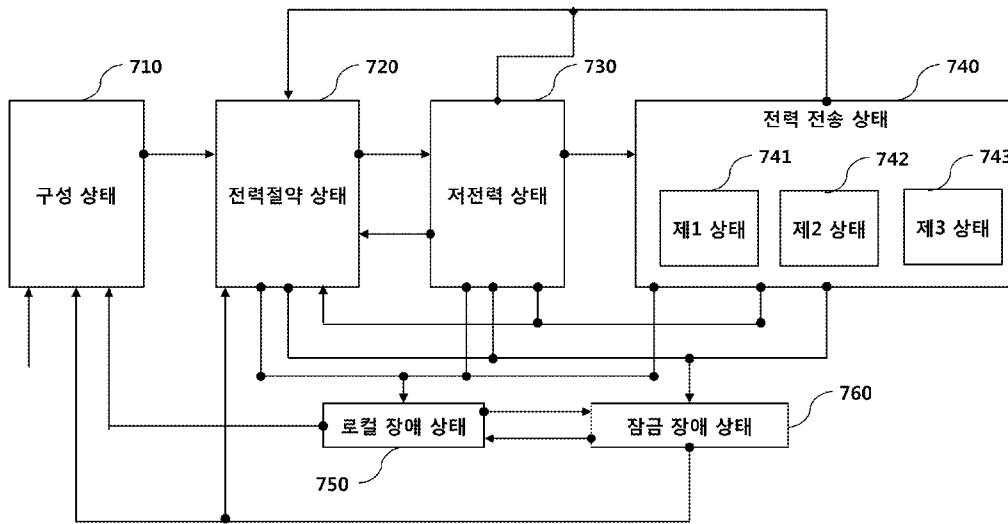 710
720
730
740
구성 상태
전력절약 상태
저전력 상태
전력 전송 상태
741
742
743
제1 상태
제2 상태
제3 상태
로컬 장애 상태
750
잠금 장애 상태
760